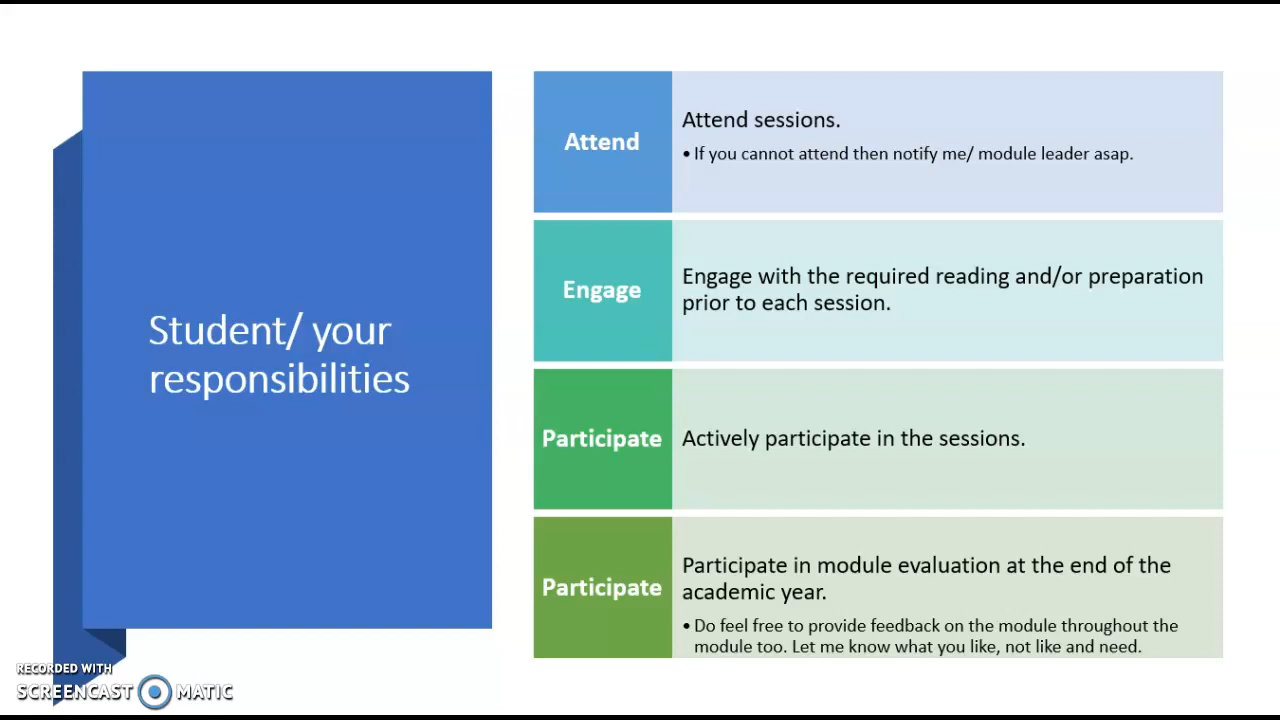 Student/ your
responsibilities
Attend
Attend sessions.
• If you cannot attend then notify me/ module leader asap.
Engage
Engage with the required reading and/or preparation
prior to each session.
Participate
Actively participate in the sessions.
Participate
Participate in module evaluation at the end of the
academic year.
• Do feel free to provide feedback on the module throughout the
module too. Let me know what you like, not like and need.
RECORDED WITH
SCREENCAST MATIC